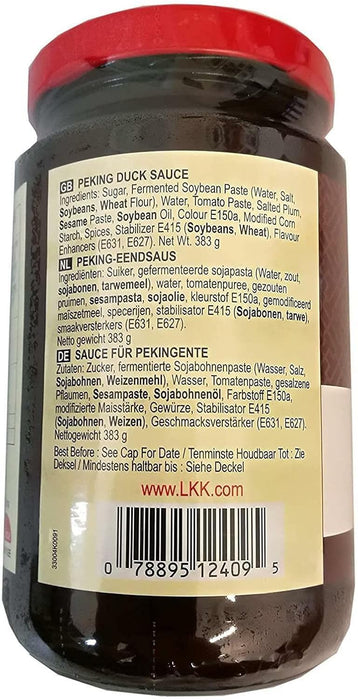 GB PEKING DUCK SAUCE
Ingredients: Sugar, Fermented Soybean Paste (Water, Salt,
Soybeans, Wheat Flour), Water, Tomato Paste, Salted Plum,
Sesame Paste, Soybean Oil, Colour E150a, Modified Corn
Starch, Spices, Stabilizer E415 (Soybeans, Wheat), Flavour
Enhancers (E631, E627). Net Wt. 383 g
NL PEKING-EENDSAUS
Ingrediënten: Suiker, gefermenteerde sojapasta (Water, zout,
sojabonen, tarwemeel), water, tomatenpuree, gezouten
pruimen, sesampasta, sojaolie, kleurstof E150a, gemodificeerd
maïszetmeel, specerijen, stabilisator E415 (Sojabonen, tarwe),
smaakversterkers (E631, E627).
Netto gewicht 383 g
DE SAUCE FÜR PEKINGENTE
Zutaten: Zucker, fermentierte Sojabohnenpaste (Wasser, Salz,
Sojabohnen, Weizenmehl), Wasser, Tomatenpaste, gesalzene
Pflaumen, Sesampaste, Sojabohnenöl, Farbstoff E150a,
modifizierte Maisstärke, Gewürze, Stabilisator E415
(Sojabohnen, Weizen), Geschmacksverstärker (E631, E627).
Nettogewicht 383 g
Best Before : See Cap For Date / Tenminste Houdbaar Tot : Zie
Deksel / Mindestens haltbar bis : Siehe Deckel
www.LKK.com
33004K0091
0 78895 12409 5